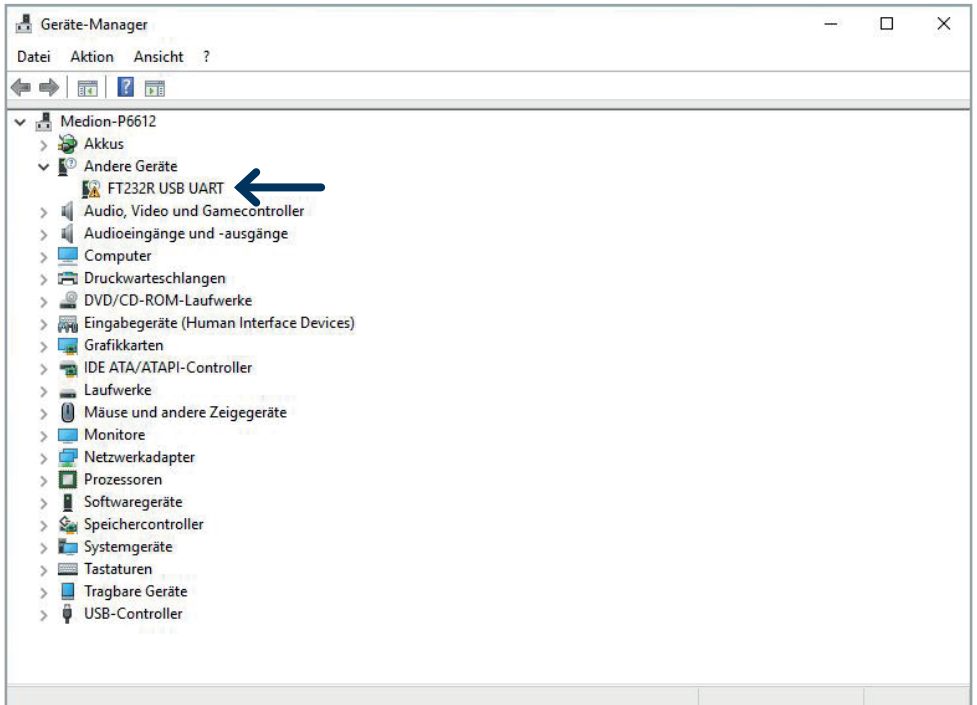 Geräte-Manager
Datei Aktion Ansicht ?
Medion-P6612
Akkus
Andere Geräte
FT232R USB UART
Audio, Video und Gamecontroller
Audioeingänge und -ausgänge
Computer
Druckwarteschlangen
DVD/CD-ROM-Laufwerke
Eingabegeräte (Human Interface Devices)
Grafikkarten
IDE ATA/ATAPI-Controller
Laufwerke
Mäuse und andere Zeigegeräte
Monitore
Netzwerkadapter
Prozessoren
Softwaregeräte
Speichercontroller
Systemgeräte
Tastaturen
Tragbare Geräte
USB-Controller